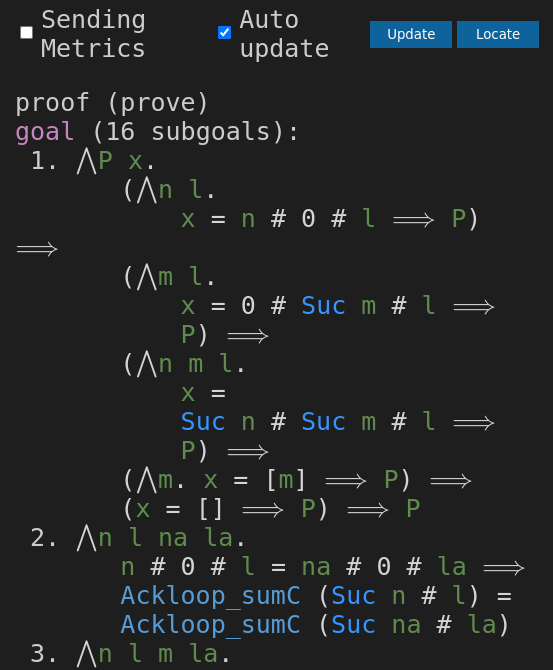 Sending Metrics
Auto update
Update
Locate
proof (prove)
goal (16 subgoals):
1. ⋀P x.
(⋀n l.
x = n # 0 # l ⟹ P)
⟹
(⋀m l.
x = 0 # Suc m # l ⟹
P) ⟹
(⋀n m l.
x =
Suc n # Suc m # l ⟹
P) ⟹
(⋀m. x = [m] ⟹ P) ⟹
(x = [] ⟹ P) ⟹ P
2. ⋀n l na la.
n # 0 # l = na # 0 # la ⟹
Ackloop_sumC (Suc n # l) =
Ackloop_sumC (Suc na # la)
3. ⋀n l m la.